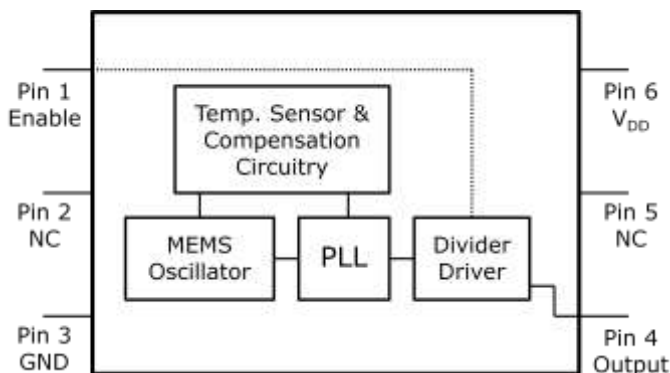 Pin 1
Enable
Pin 2
NC
Pin 3
GND
Temp. Sensor &
Compensation
Circuitry
MEMS
Oscillator
PLL
Divider
Driver
Pin 6
VDD
Pin 5
NC
Pin 4
Output